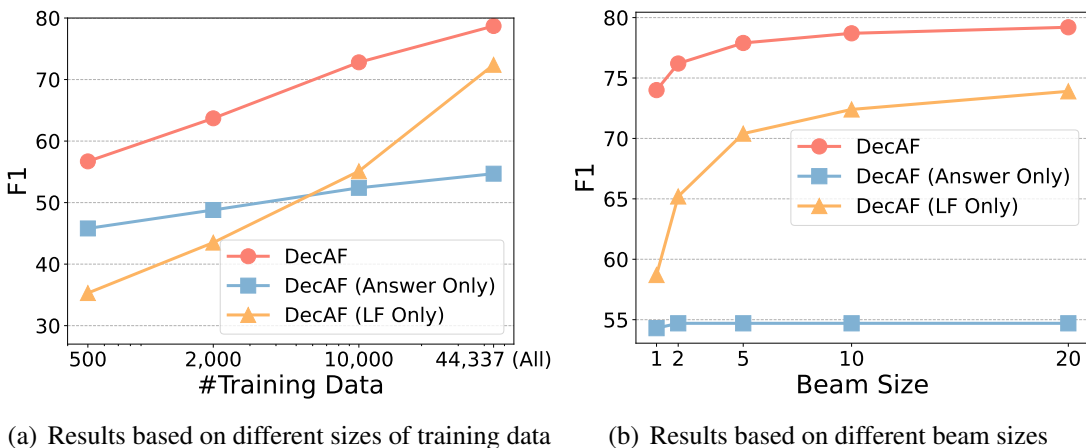 80
70
60
50
40
30
F1
DecAF
DecAF (Answer Only)
DecAF (LF Only)
500 2,000 10,000 44,337 (All)
#Training Data
(a) Results based on different sizes of training data
80
75
70
65
60
55
F1
DecAF
DecAF (Answer Only)
DecAF (LF Only)
1 2 5 10 20
Beam Size
(b) Results based on different beam sizes